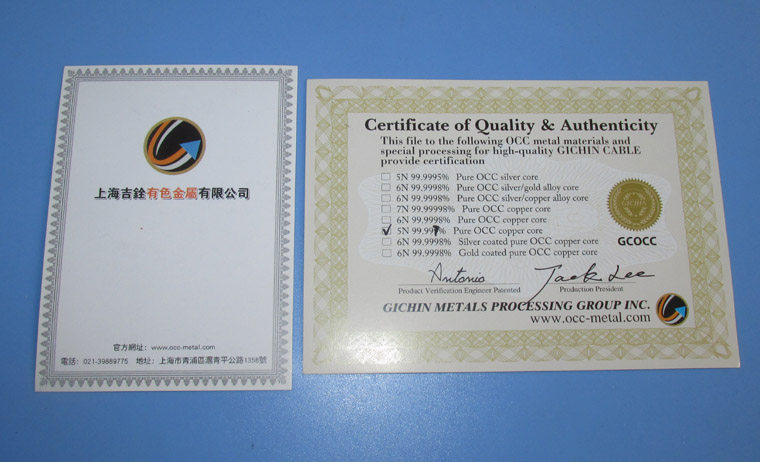 上海吉銓有色金屬有限公司
官方網址：www.occ-metal.com
電話：021-39889775 地址：上海市青浦區滬青平公路1358號
Certificate of Quality & Authenticity
This file to the following OCC metal materials and
special processing for high-quality GICHIN CABLE
provide certification
5N 99.9995% Pure OCC silver core
6N 99.9998% Pure OCC silver/gold alloy core
6N 99.9998% Pure OCC silver/copper alloy core
7N 99.99998% Pure OCC copper core
6N 99.9998% Pure OCC copper core
5N 99.99% Pure OCC copper core
6N 99.9998% Silver coated pure OCC copper core
6N 99.9998% Gold coated pure OCC copper core
GICHIN
GCOCC
Antonio
Jack Lee
Product Verification Engineer Patented
Production President
GICHIN METALS PROCESSING GROUP INC.
www.occ-metal.com